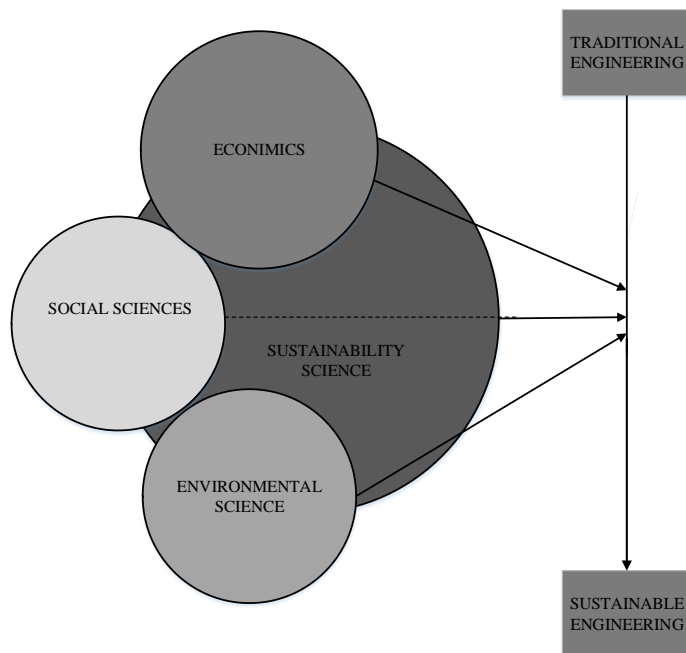 TRADITIONAL
ENGINEERING
ECONIMICS
SOCIAL SCIENCES
SUSTAINABILITY
SCIENCE
ENVIRONMENTAL
SCIENCE
SUSTAINABLE
ENGINEERING